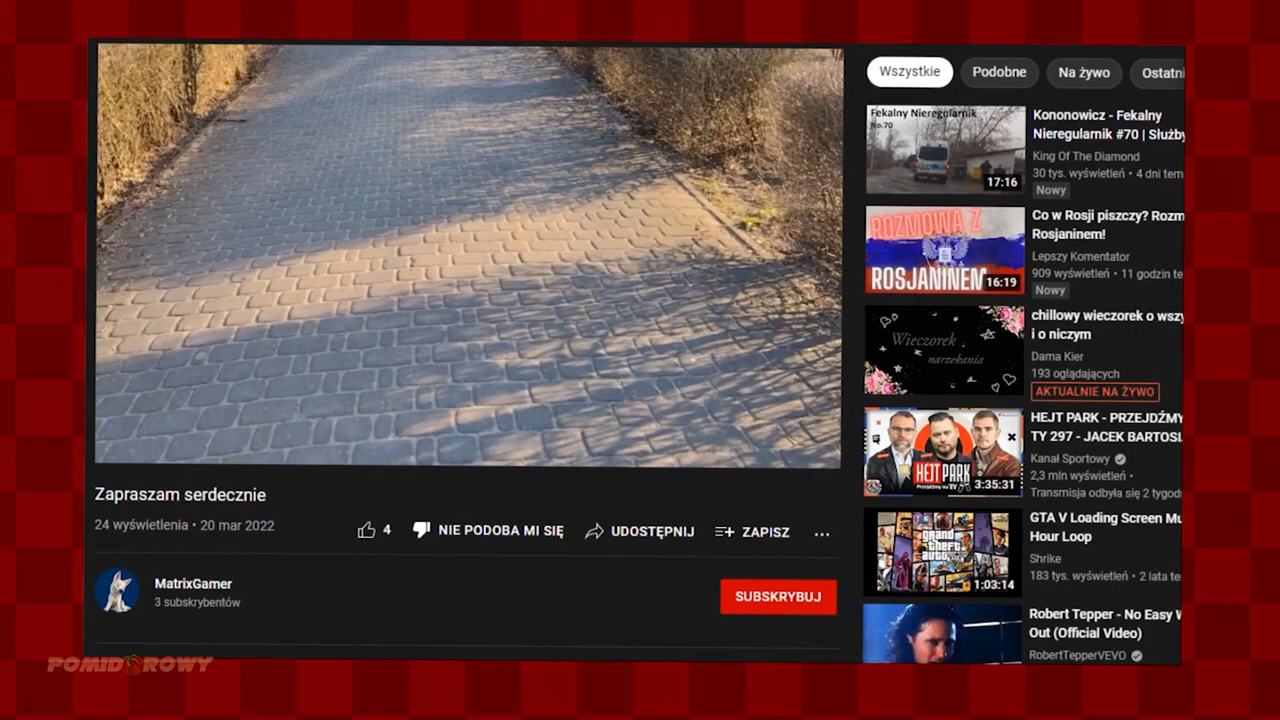 Wszystkie
Podobne
Na żywo
Ostatni
Fekalny Nieregularnik
No.70
17:16
Kononowicz - Fekalny
Nieregularnik #70 | Służby
King Of The Diamond
30 tys. wyświetleń • 4 dni tem
Nowy
ROZMOWA Z
ROSJANINEM
16:19
Co w Rosji piszczy? Rozm
Rosjaninem!
Lepszy Komentator
909 wyświetleń • 11 godzin te
Nowy
Wieczorek
narzekania
chillowy wieczorek o wszy
i o niczym
Dama Kier
193 oglądających
AKTUALNIE NA ŻYWO
HEJT PARK
3:35:31
HEJT PARK - PRZEJDŹMY
TY 297 - JACEK BARTOSI
Kanał Sportowy
2,3 mln wyświetleń •
Transmisja odbyła się 2 tygod
grand
theft
auto
1:03:14
GTA V Loading Screen Mu
Hour Loop
Shrike
183 tys. wyświetleń • 2 lata te
Robert Tepper - No Easy W
Out (Official Video)
RobertTepperVEVO
Zapraszam serdecznie
24 wyświetlenia • 20 mar 2022
4
NIE PODOBA MI SIĘ
UDOSTĘPNIJ
ZAPISZ
MatrixGamer
3 subskrybentów
SUBSKRYBUJ
POMIDOROWY